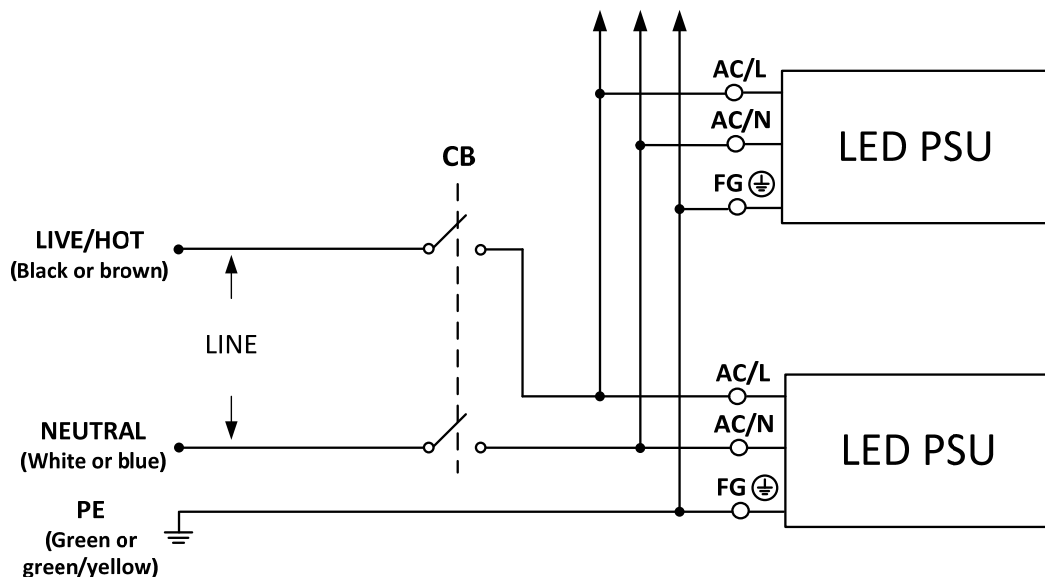 AC/L
AC/N
LED PSU
FG
CB
LIVE/HOT
(Black or brown)
LINE
NEUTRAL
(White or blue)
AC/L
AC/N
LED PSU
FG
PE
(Green or
green/yellow)